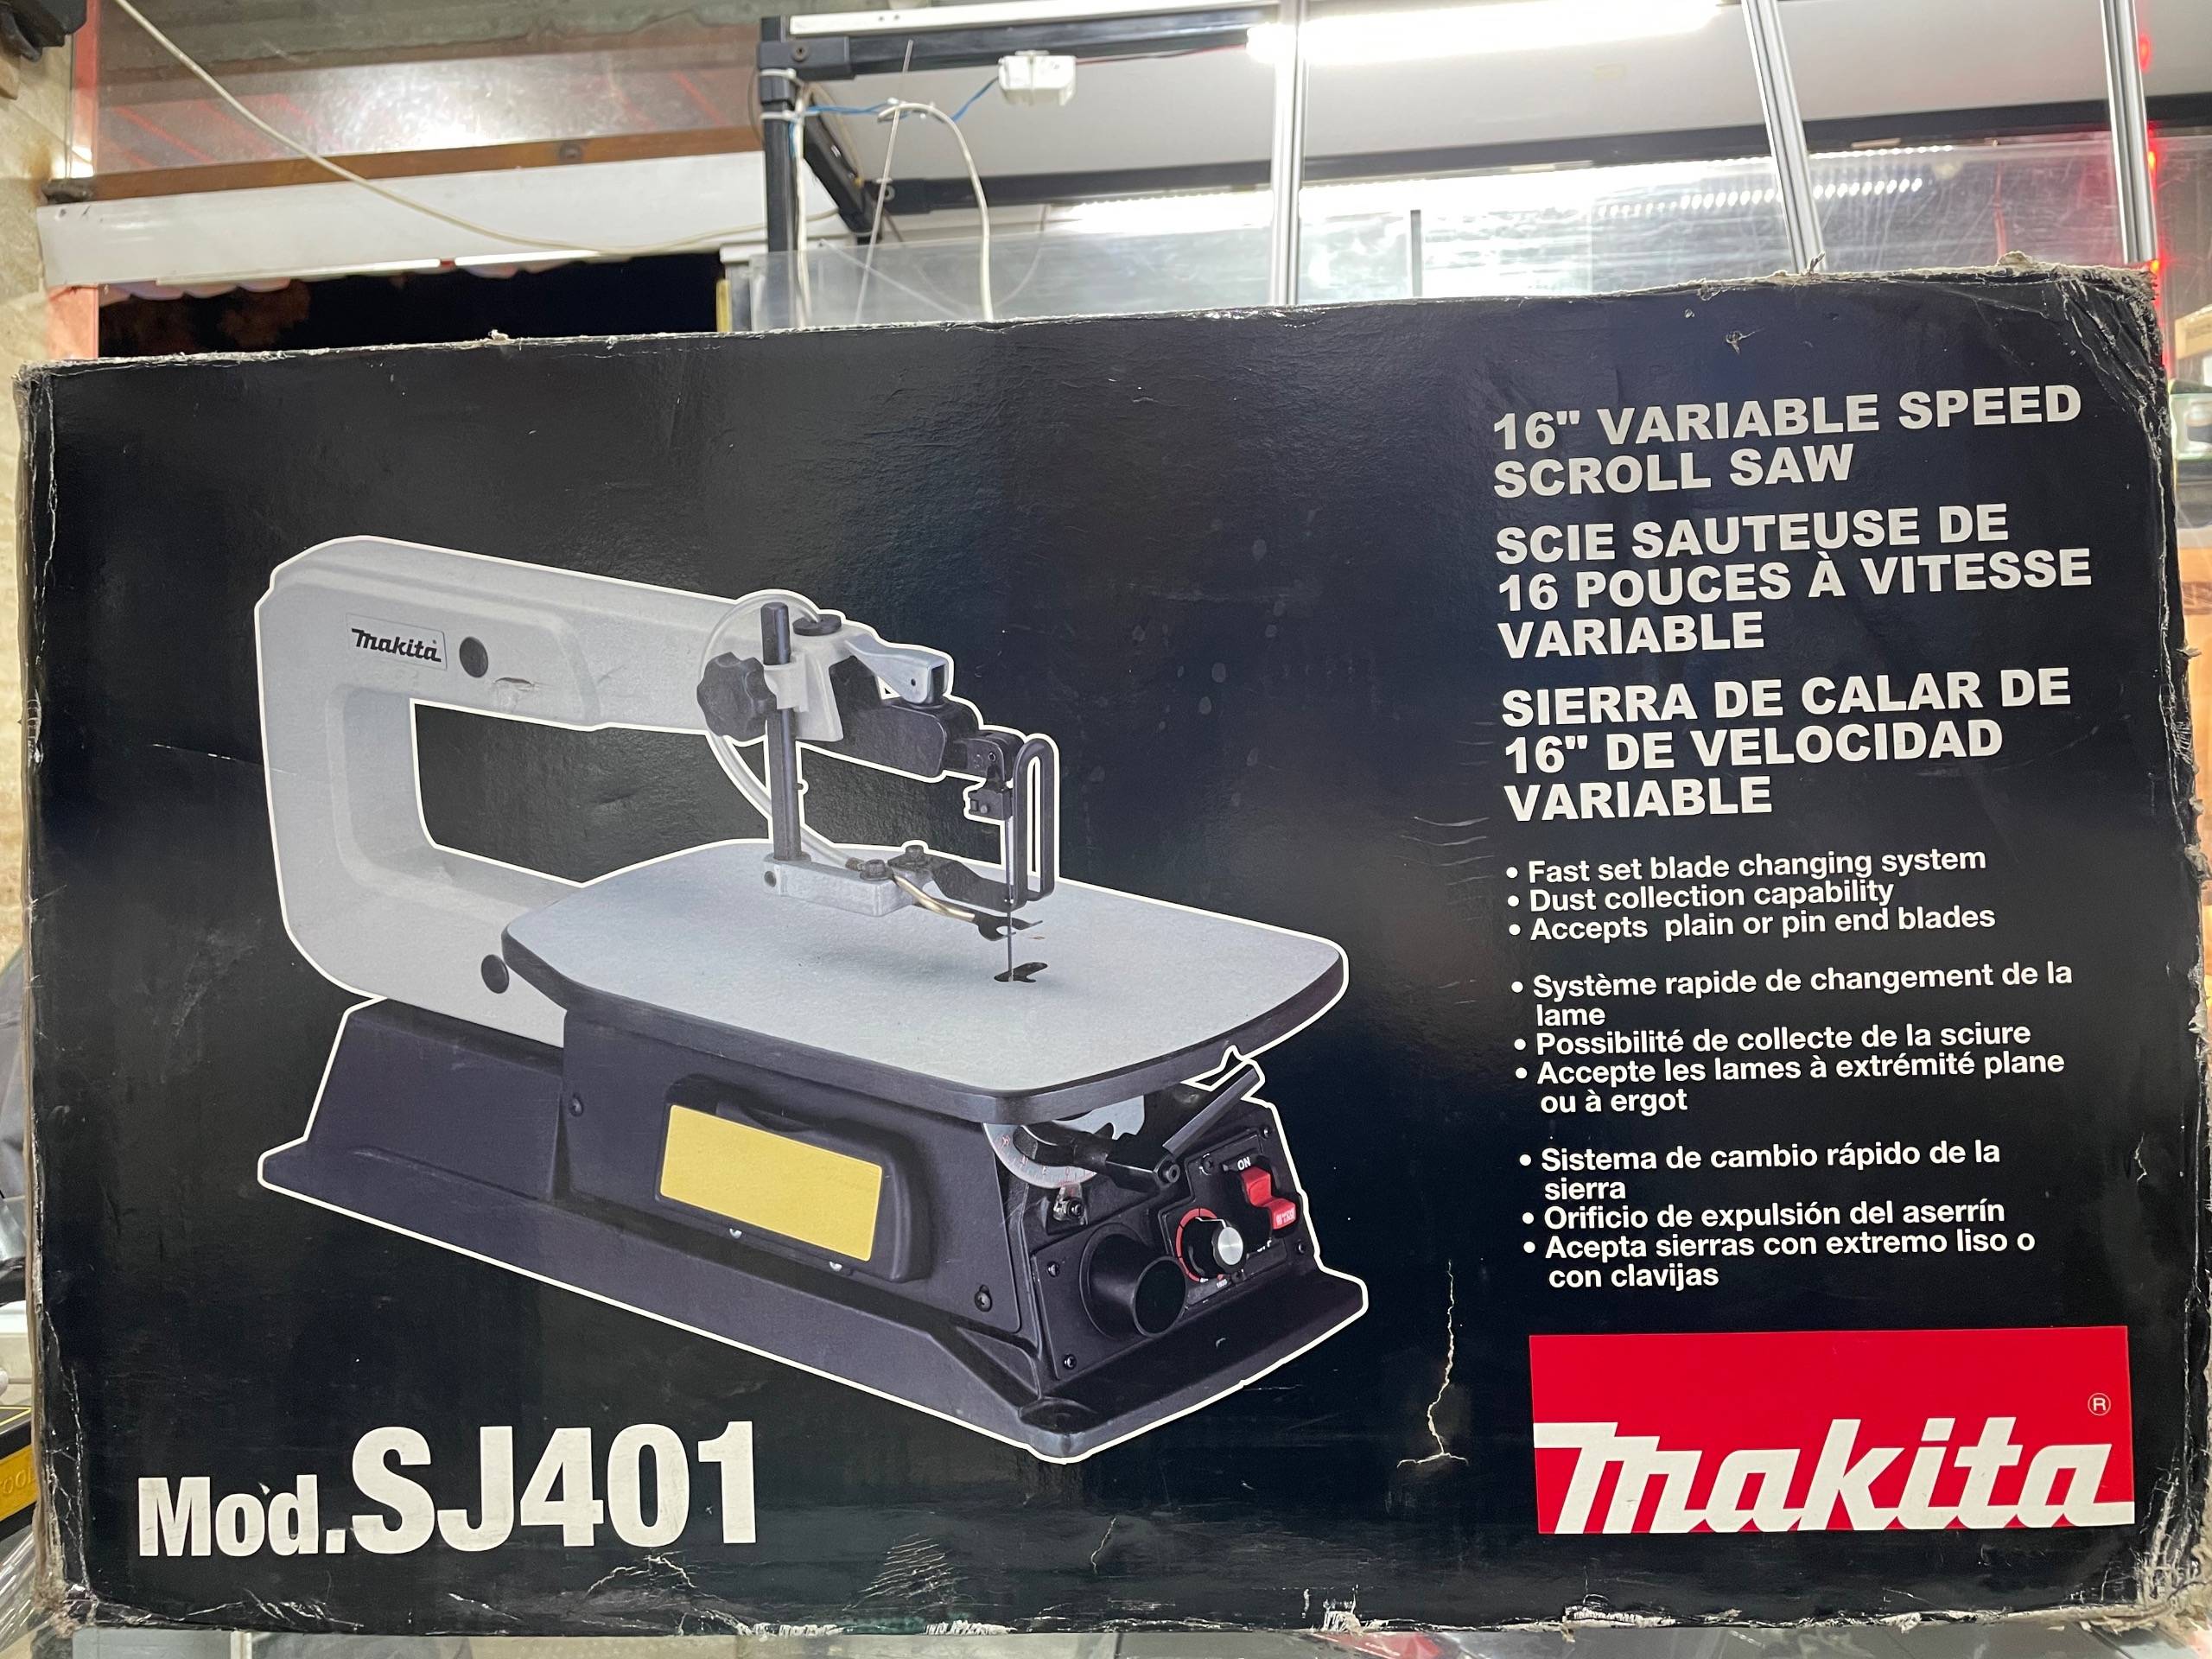 16" VARIABLE SPEED
SCROLL SAW
SCIE SAUTEUSE DE
16 POUCES À VITESSE
VARIABLE
SIERRA DE CALAR DE
16" DE VELOCIDAD
VARIABLE
• Fast set blade changing system
• Dust collection capability
• Accepts plain or pin end blades
• Système rapide de changement de la
lame
• Possibilité de collecte de la sciure
• Accepte les lames à extrémité plane
ou à ergot
• Sistema de cambio rápido de la
sierra
• Orificio de expulsión del aserrín
• Acepta sierras con extremo liso o
con clavijas
makita
ON
Mod.SJ401
makita®